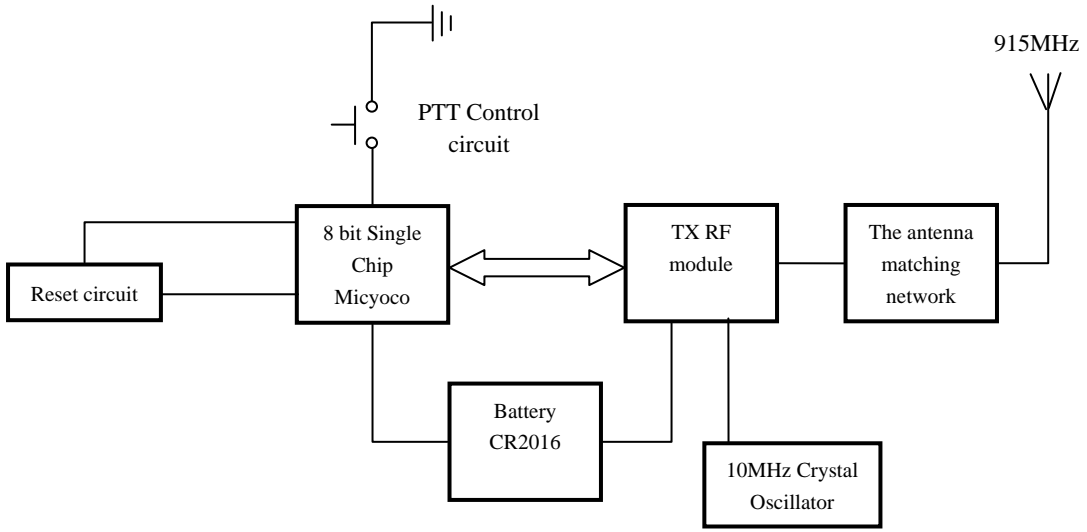 915MHz
PTT Control
circuit
8 bit Single
Chip
Micyoco
TX RF
module
The antenna
matching
network
Reset circuit
Battery
CR2016
10MHz Crystal
Oscillator